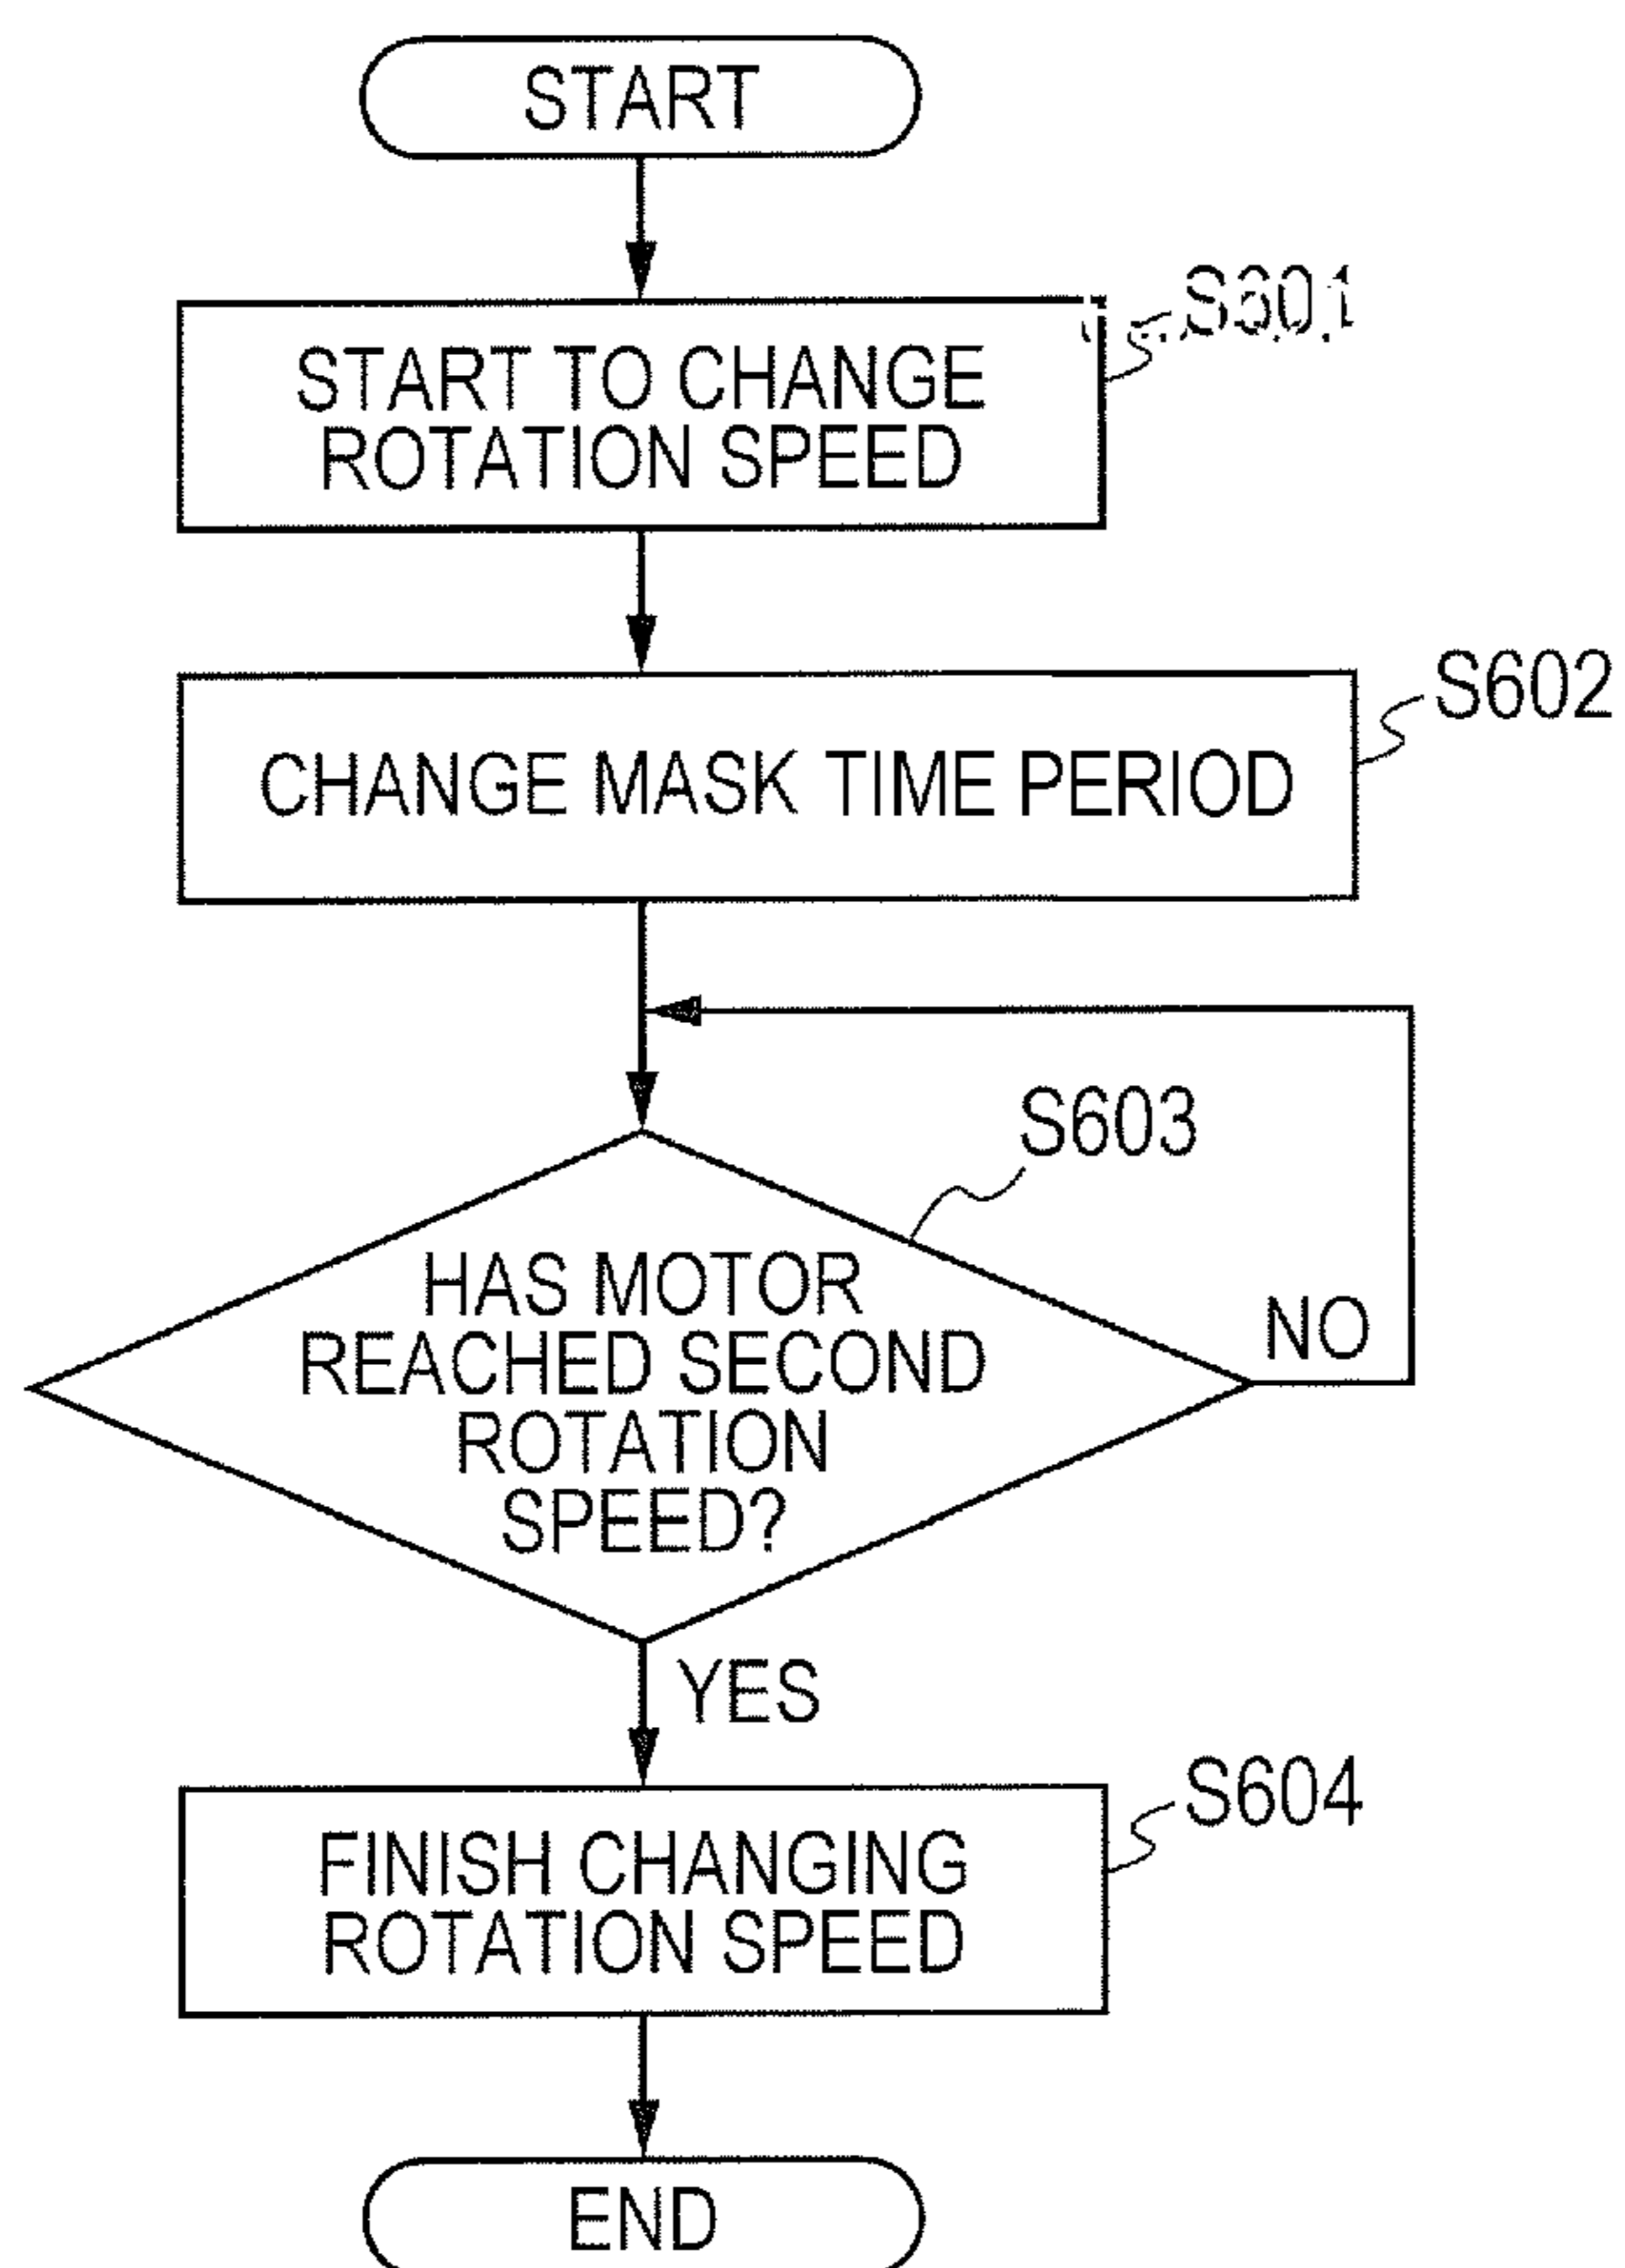 START
S601
START TO CHANGE
ROTATION SPEED
S602
CHANGE MASK TIME PERIOD
S603
HAS MOTOR
REACHED SECOND
ROTATION
SPEED?
NO
YES
S604
FINISH CHANGING
ROTATION SPEED
END